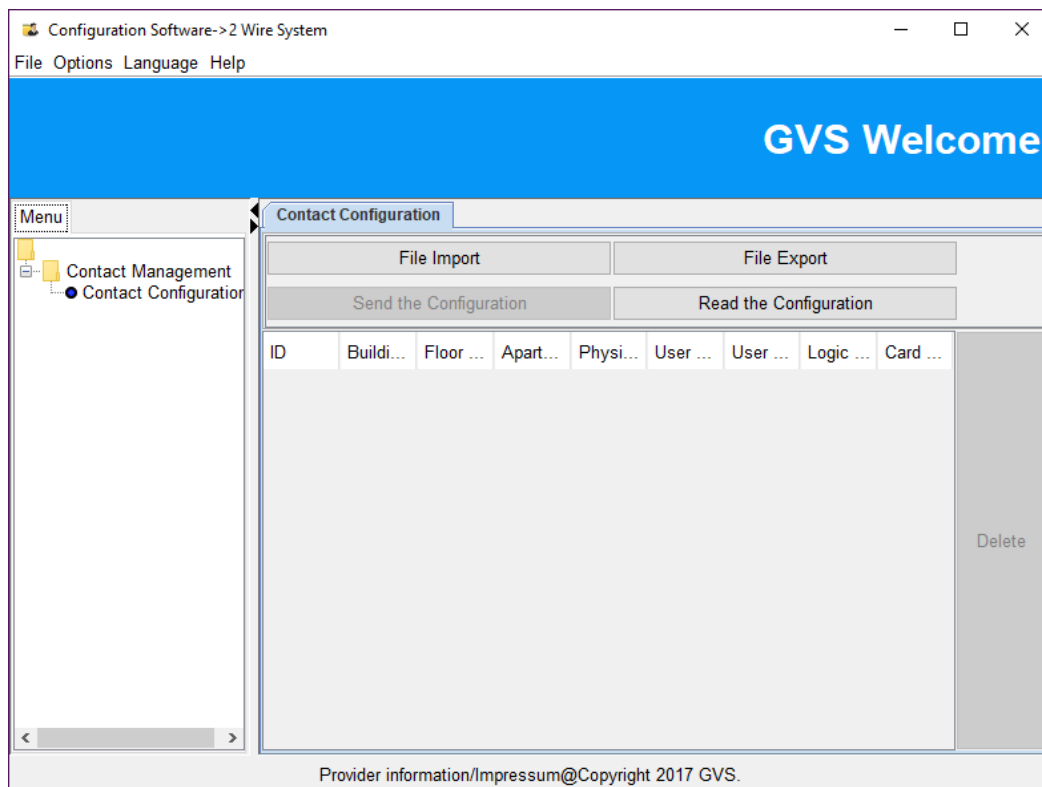 Configuration Software->2 Wire System
File Options Language Help
GVS Welcome
Menu
Contact Management
Contact Configuration
Contact Configuration
File Import File Export
Send the Configuration Read the Configuration
ID Buildi... Floor ... Apart... Physi... User ... User ... Logic ... Card ...
Delete
Provider information/Impressum@Copyright 2017 GVS.